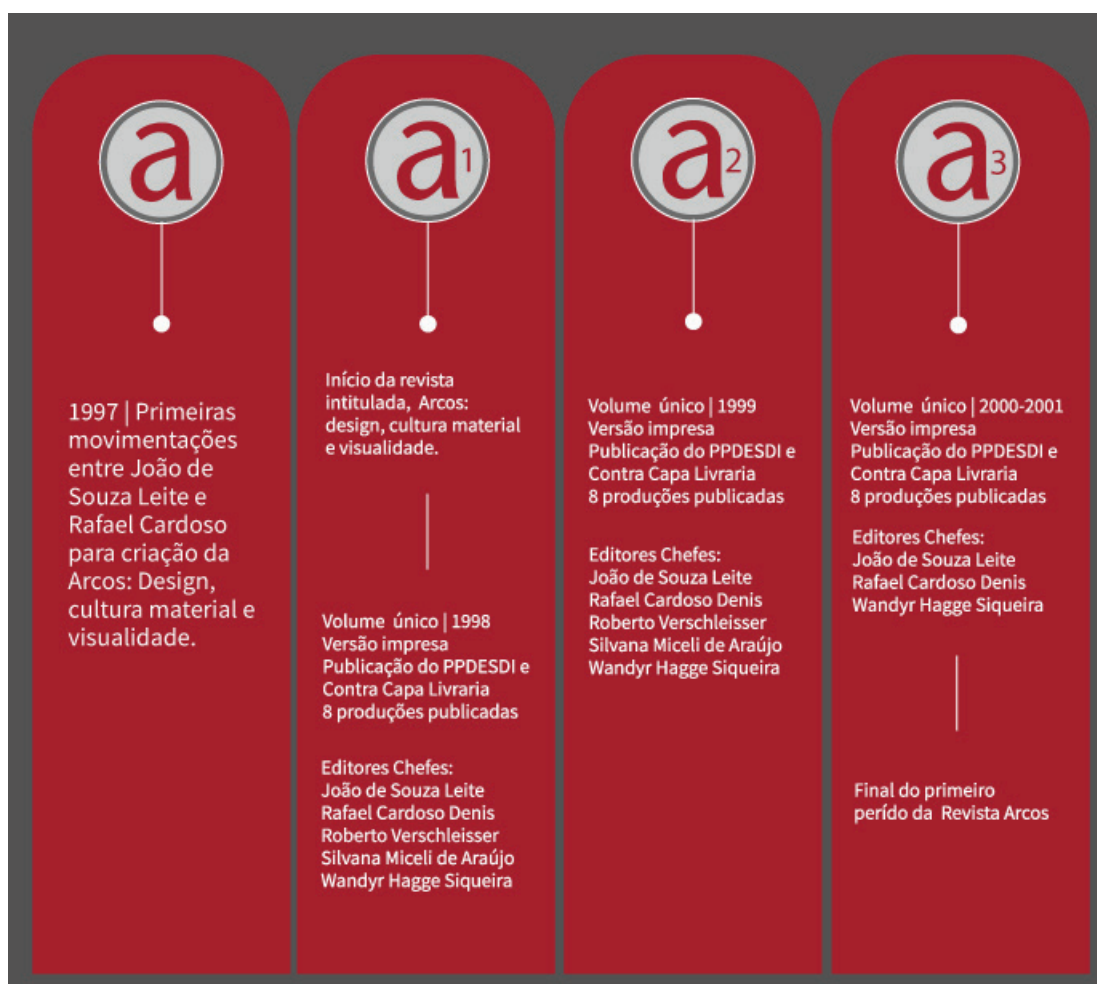 a
1997 | Primeiras
movimentações
entre João de
Souza Leite e
Rafael Cardoso
para criação da
Arcos: Design,
cultura material e
visualidade.
a1
Início da revista
intitulada, Arcos:
design, cultura material
e visualidade.
Volume único | 1998
Versão impresa
Publicação do PPDESDI e
Contra Capa Livraria
8 produções publicadas
Editores Chefes:
João de Souza Leite
Rafael Cardoso Denis
Roberto Verschleisser
Silvana Miceli de Araújo
Wandyr Hagge Siqueira
a2
Volume único | 1999
Versão impresa
Publicação do PPDESDI e
Contra Capa Livraria
8 produções publicadas
Editores Chefes:
João de Souza Leite
Rafael Cardoso Denis
Roberto Verschleisser
Silvana Miceli de Araújo
Wandyr Hagge Siqueira
a3
Volume único | 2000-2001
Versão impresa
Publicação do PPDESDI e
Contra Capa Livraria
8 produções publicadas
Editores Chefes:
João de Souza Leite
Rafael Cardoso Denis
Wandyr Hagge Siqueira
Final do primeiro
perído da Revista Arcos